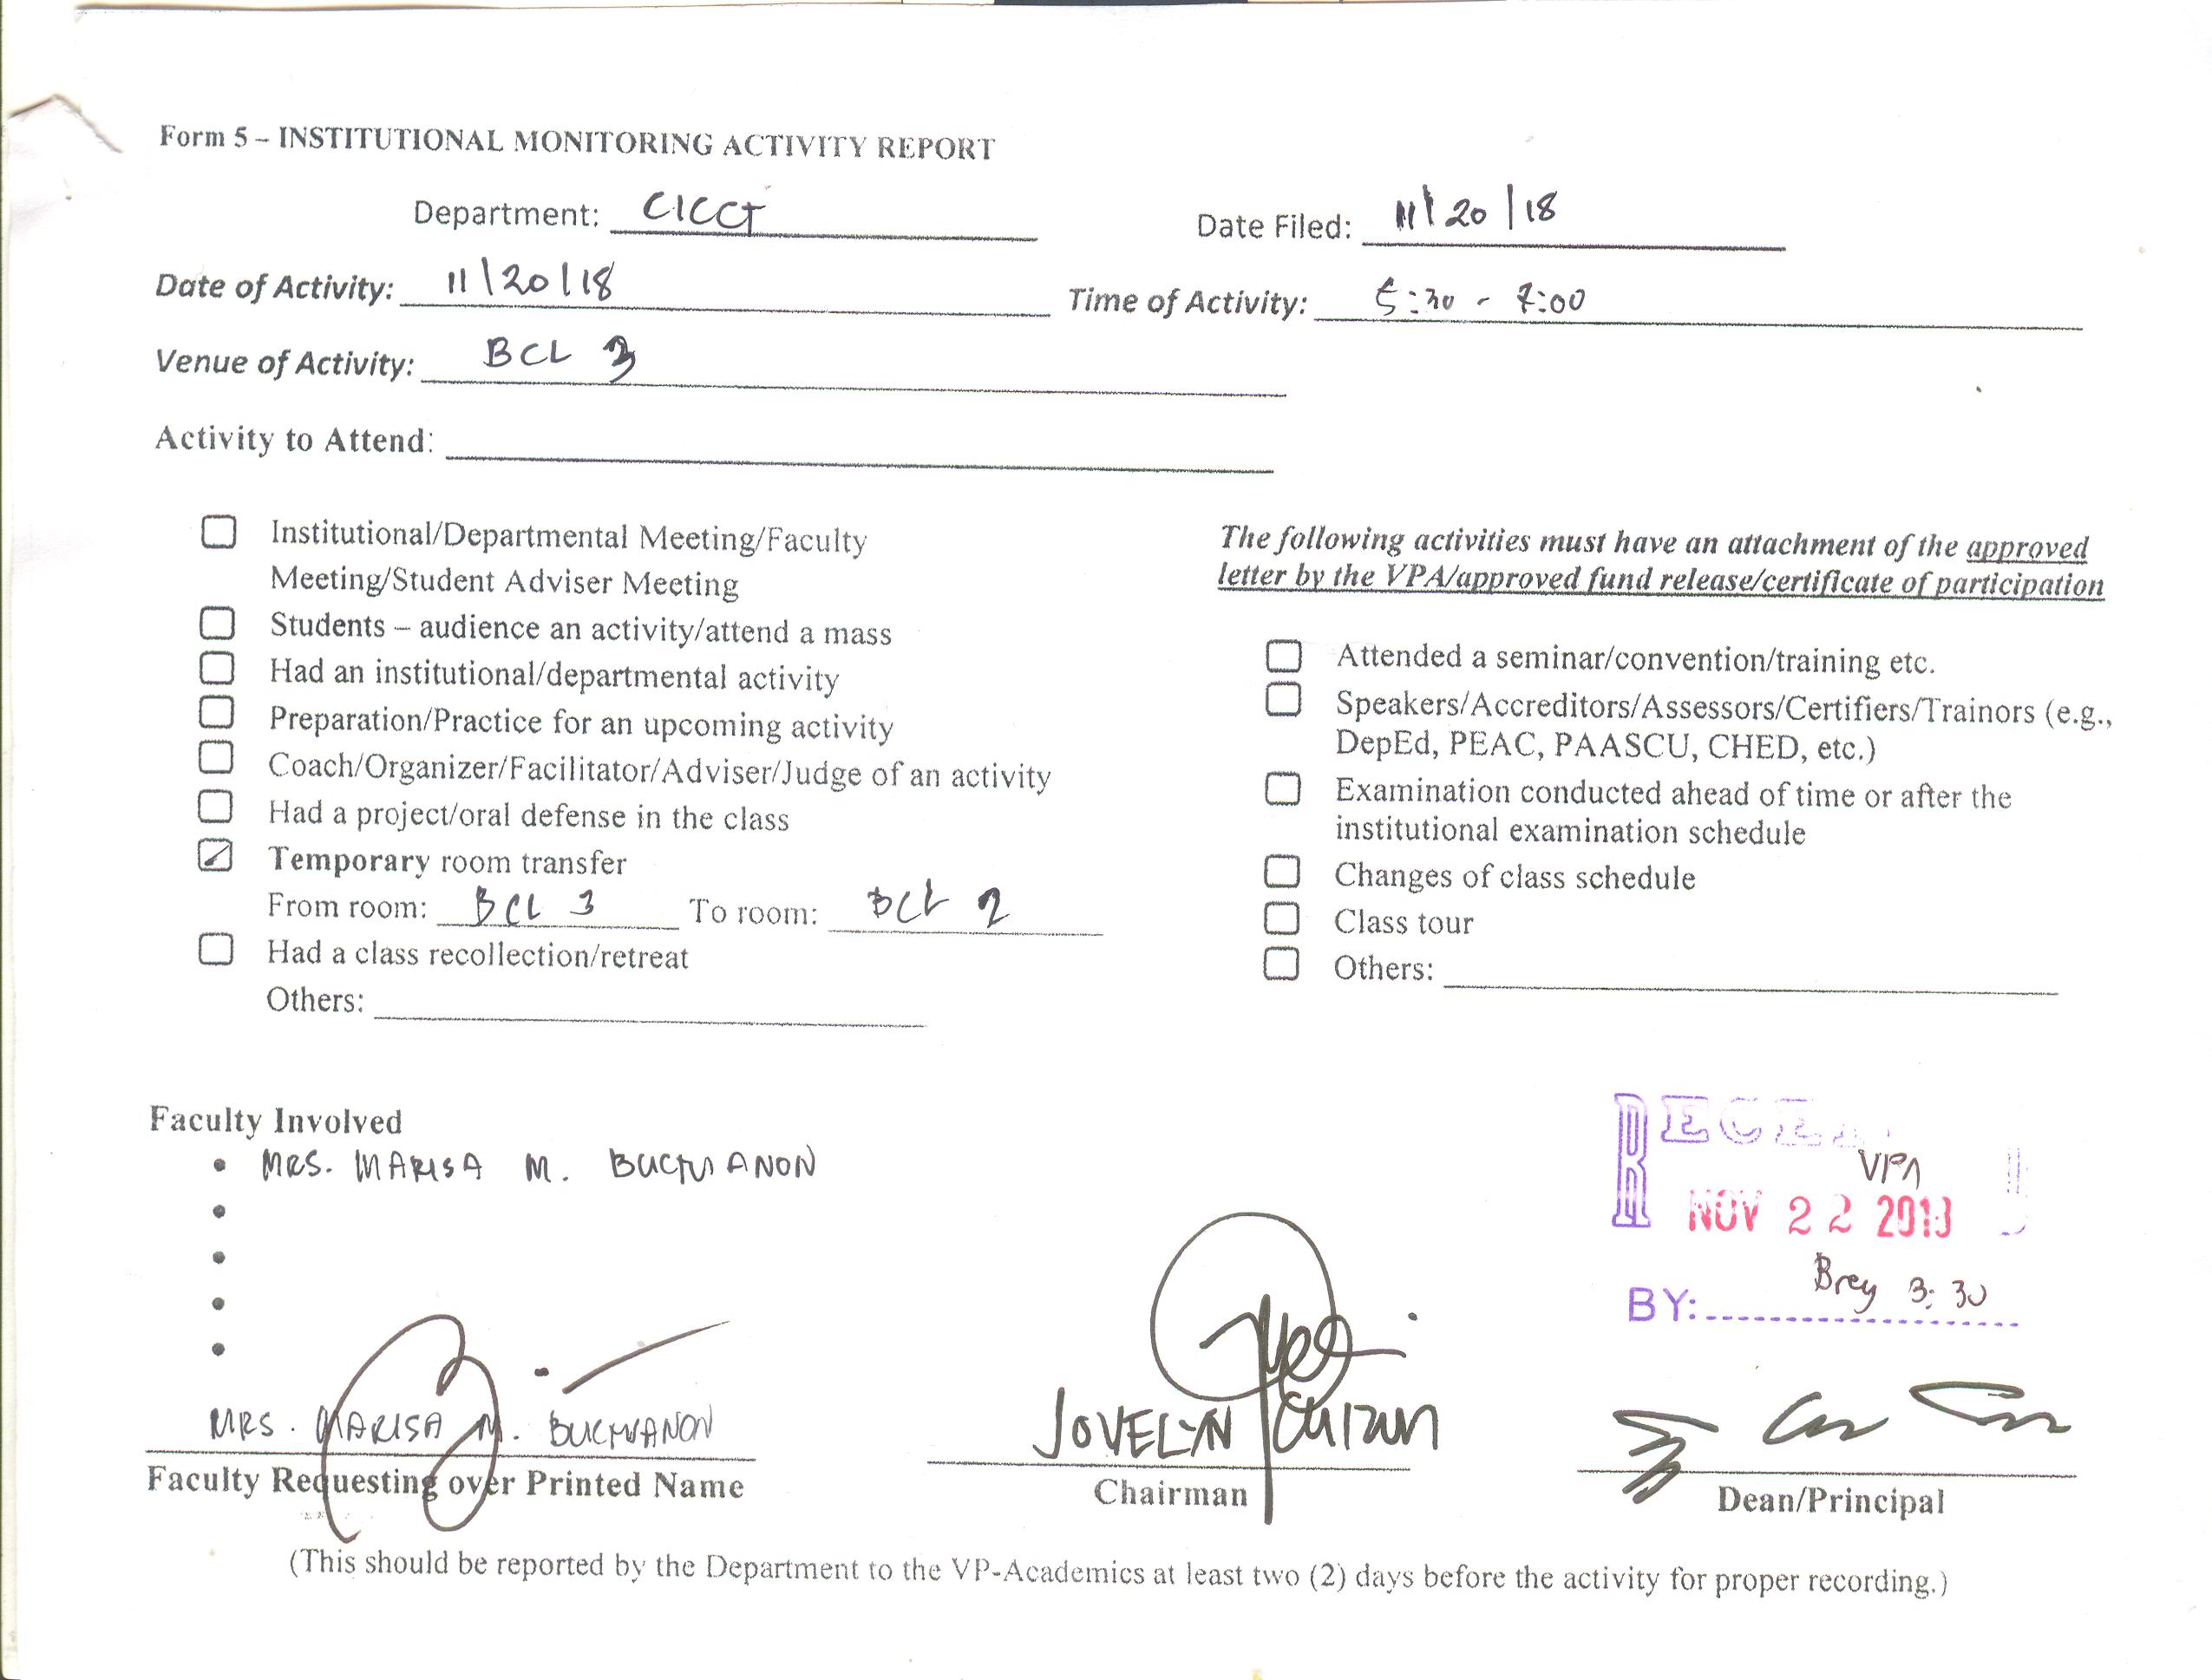 Form 5 – INSTITUTIONAL MONITORING ACTIVITY REPORT
Department: CICCT
Date Filed: 11/20/18
Date of Activity: 11/20/18
Time of Activity: 5:30 - 7:00
Venue of Activity: BCL 3
Activity to Attend:
Institutional/Departmental Meeting/Faculty
Meeting/Student Adviser Meeting
Students – audience an activity/attend a mass
Had an institutional/departmental activity
Preparation/Practice for an upcoming activity
Coach/Organizer/Facilitator/Adviser/Judge of an activity
Had a project/oral defense in the class
Temporary room transfer
From room: BCL 3 To room: BCL 2
Had a class recollection/retreat
Others:
The following activities must have an attachment of the approved
letter by the VPA/approved fund release/certificate of participation
Attended a seminar/convention/training etc.
Speakers/Accreditors/Assessors/Certifiers/Trainors (e.g.,
DepEd, PEAC, PAASCU, CHED, etc.)
Examination conducted ahead of time or after the
institutional examination schedule
Changes of class schedule
Class tour
Others:
Faculty Involved
MRS. MARISA M. BUCTUANON
VPA
NOV 22 2018
Brey 3:30
BY:
MRS. MARISA M. BUCTUANON
Faculty Requesting over Printed Name
JOVELYN CUIZON
Chairman
Dean/Principal
(This should be reported by the Department to the VP-Academics at least two (2) days before the activity for proper recording.)